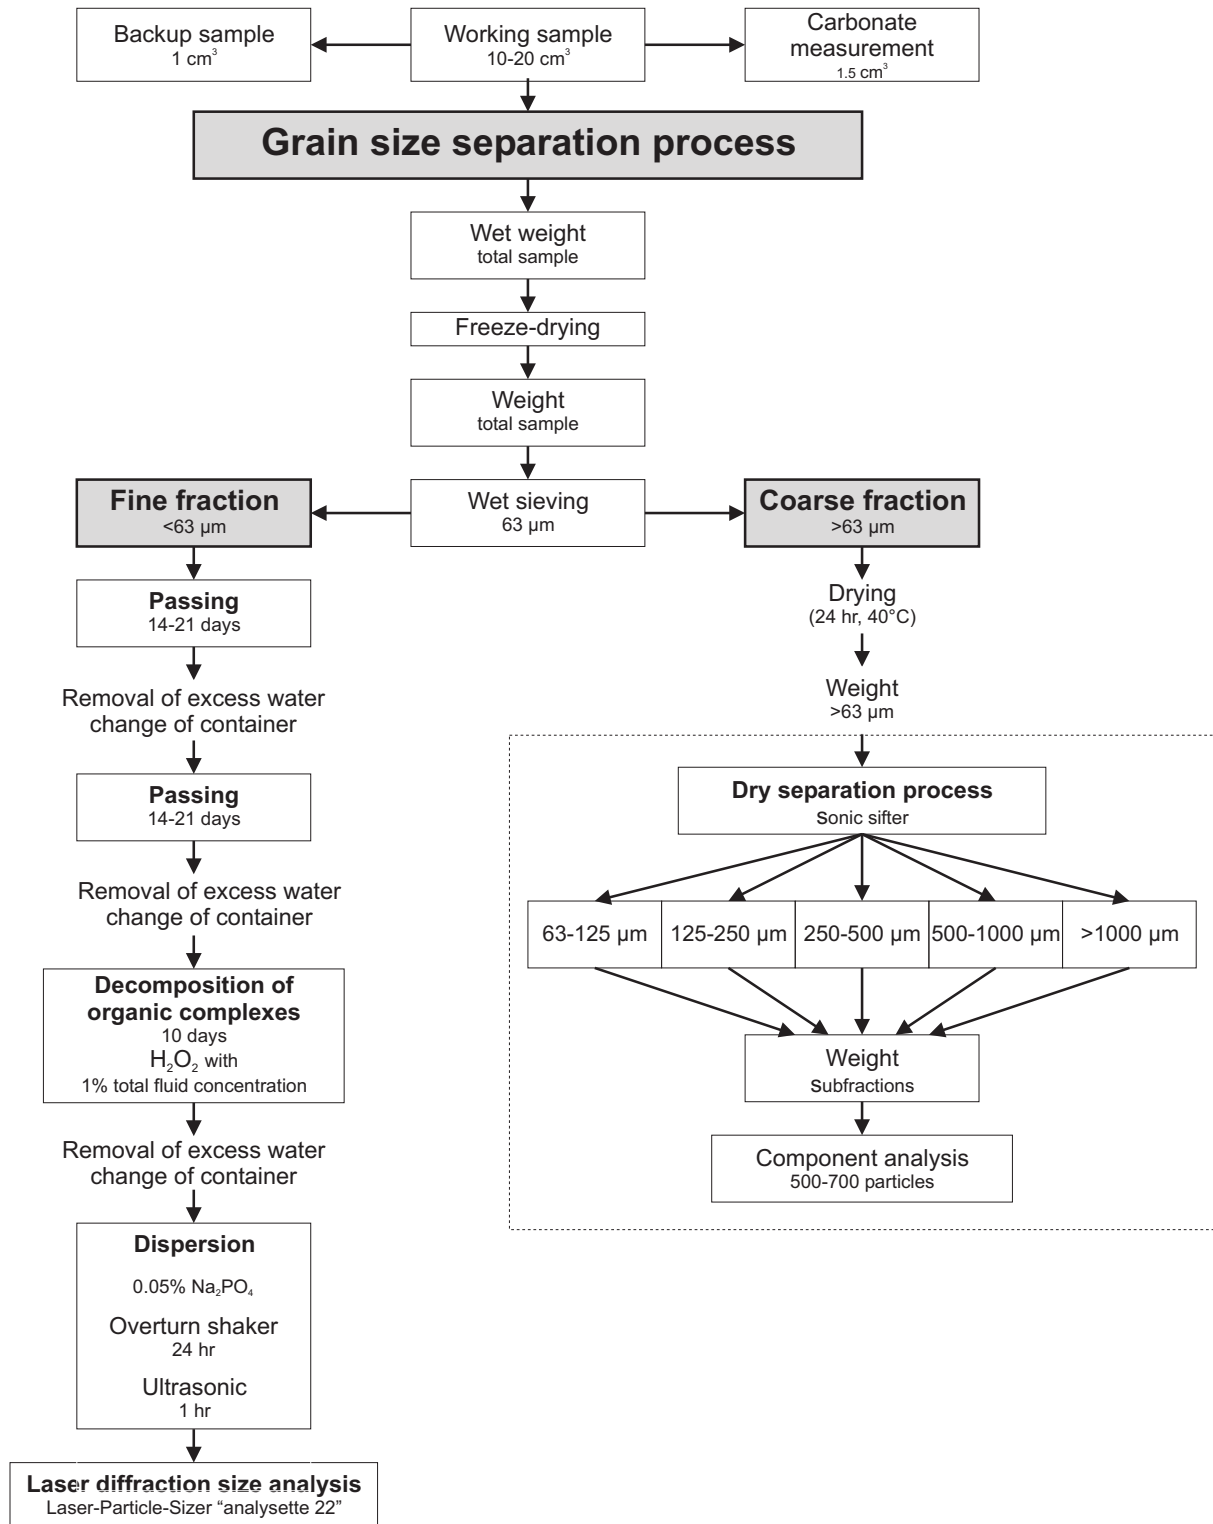 Backup sample
1 cm³
Working sample
10-20 cm³
Carbonate
measurement
1.5 cm³
Grain size separation process
Wet weight
total sample
Freeze-drying
Weight
total sample
Fine fraction
<63 µm
Wet sieving
63 µm
Coarse fraction
>63 µm
Passing
14-21 days
Removal of excess water
change of container
Passing
14-21 days
Removal of excess water
change of container
Decomposition of
organic complexes
10 days
H₂O₂ with
1% total fluid concentration
Removal of excess water
change of container
Dispersion
0.05% Na₂PO₄
Overturn shaker
24 hr
Ultrasonic
1 hr
Laser diffraction size analysis
Laser-Particle-Sizer “analysette 22”
Drying
(24 hr, 40°C)
Weight
>63 µm
Dry separation process
Sonic sifter
63-125 µm
125-250 µm
250-500 µm
500-1000 µm
>1000 µm
Weight
Subfractions
Component analysis
500-700 particles